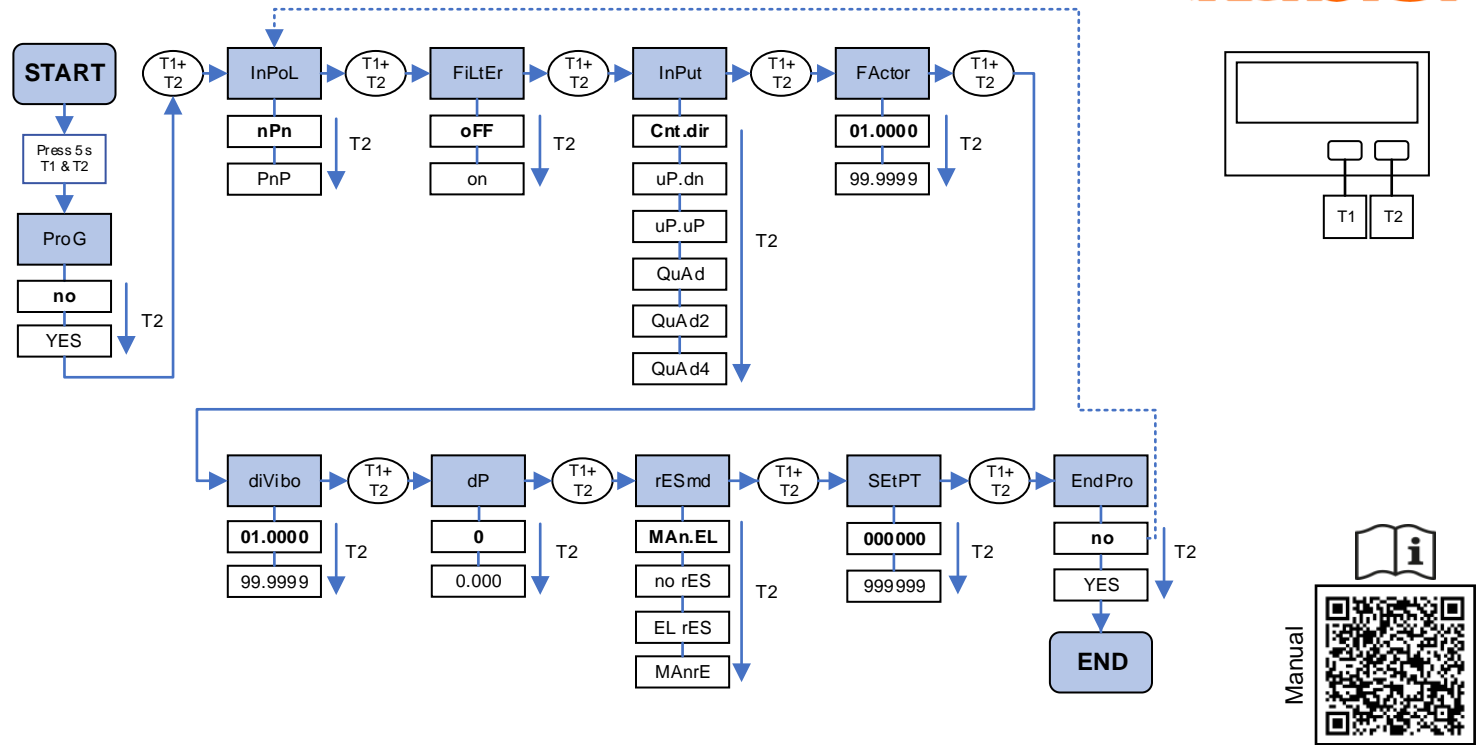 START
Press 5 s
T1 & T2
ProG
no
YES
T2
T1+
T2
InPoL
nPn
PnP
T2
T1+
T2
FiLtEr
oFF
on
T2
T1+
T2
InPut
Cnt.dir
uP.dn
uP.uP
QuAd
QuAd2
QuAd4
T2
T1+
T2
FActor
01.0000
99.9999
T2
T1+
T2
T1
T2
diVibo
01.0000
99.9999
T2
T1+
T2
dP
0
0.000
T2
T1+
T2
rESmd
MAn.EL
no rES
EL rES
MAnrE
T2
T1+
T2
SEtPT
000000
999999
T2
T1+
T2
EndPro
no
YES
T2
END
i
Manual